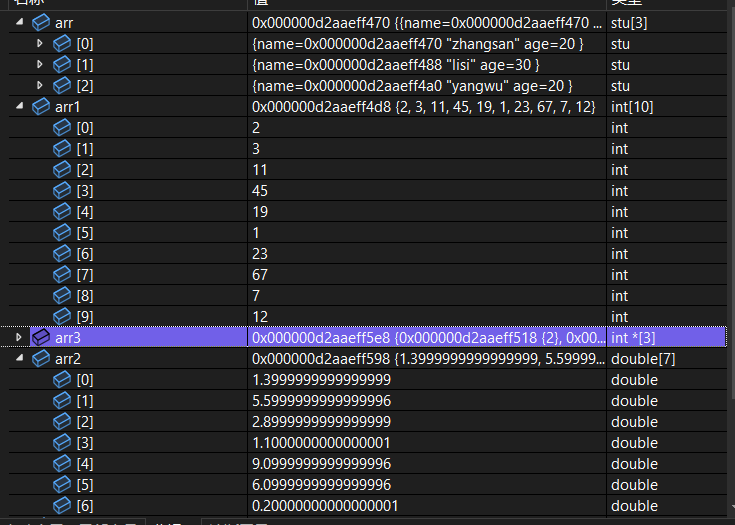 名称 值 类型
arr 0x000000d2aaeff470 {{name=0x000000d2aaeff470 ... stu[3]
[0] {name=0x000000d2aaeff470 "zhangsan" age=20 } stu
[1] {name=0x000000d2aaeff488 "lisi" age=30 } stu
[2] {name=0x000000d2aaeff4a0 "yangwu" age=20 } stu
arr1 0x000000d2aaeff4d8 {2, 3, 11, 45, 19, 1, 23, 67, 7, 12} int[10]
[0] 2 int
[1] 3 int
[2] 11 int
[3] 45 int
[4] 19 int
[5] 1 int
[6] 23 int
[7] 67 int
[8] 7 int
[9] 12 int
arr3 0x000000d2aaeff5e8 {0x000000d2aaeff518 {2}, 0x00... int *[3]
arr2 0x000000d2aaeff598 {1.3999999999999999, 5.59999... double[7]
[0] 1.3999999999999999 double
[1] 5.5999999999999996 double
[2] 2.8999999999999999 double
[3] 1.1000000000000001 double
[4] 9.0999999999999996 double
[5] 6.0999999999999996 double
[6] 0.20000000000000001 double